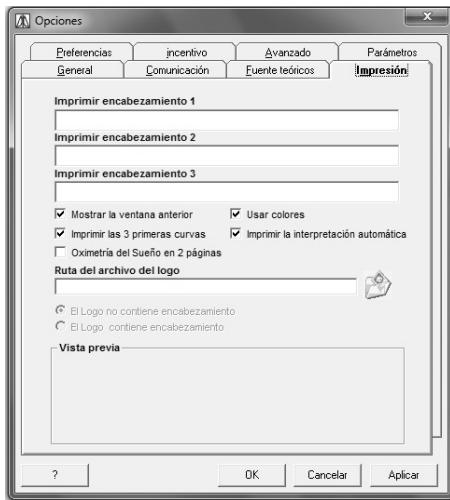 Opciones
x
Preferencias incentivo Avanzado Parámetros
General Comunicación Fuente teóricos Impresión
Imprimir encabezamiento 1
Imprimir encabezamiento 2
Imprimir encabezamiento 3
Mostrar la ventana anterior Usar colores
Imprimir las 3 primeras curvas Imprimir la interpretación automática
Oximetría del Sueño en 2 páginas
Ruta del archivo del logo
El Logo no contiene encabezamiento
El Logo contiene encabezamiento
Vista previa
? OK Cancelar Aplicar